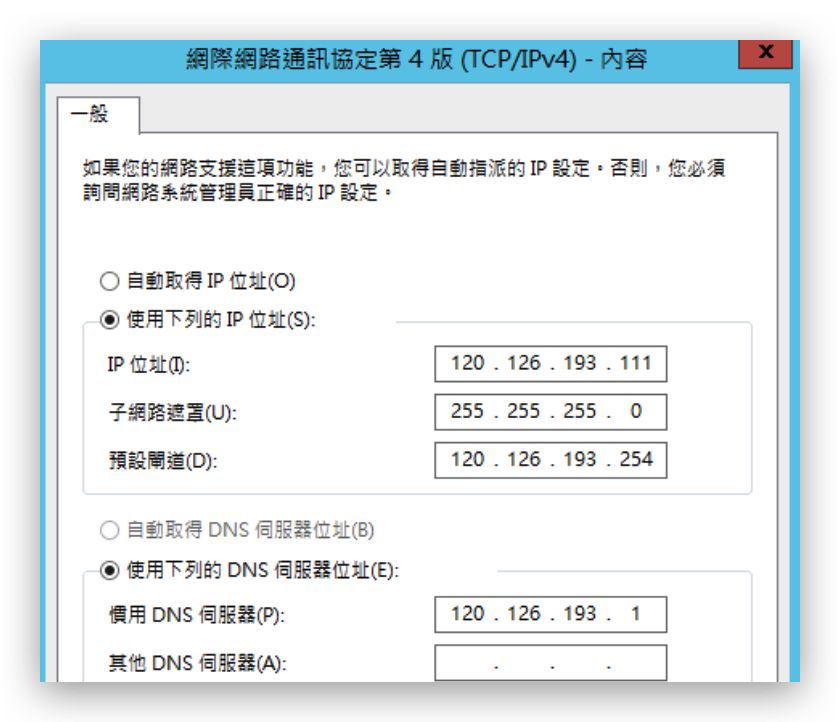 網際網路通訊協定第 4 版 (TCP/IPv4) - 內容
x
一般
如果您的網路支援這項功能，您可以取得自動指派的 IP 設定。否則，您必須
詢問網路系統管理員正確的 IP 設定。
自動取得 IP 位址(O)
使用下列的 IP 位址(S):
IP 位址(I): 120 . 126 . 193 . 111
子網路遮罩(U): 255 . 255 . 255 . 0
預設閘道(D): 120 . 126 . 193 . 254
自動取得 DNS 伺服器位址(B)
使用下列的 DNS 伺服器位址(E):
慣用 DNS 伺服器(P): 120 . 126 . 193 . 1
其他 DNS 伺服器(A): . . .